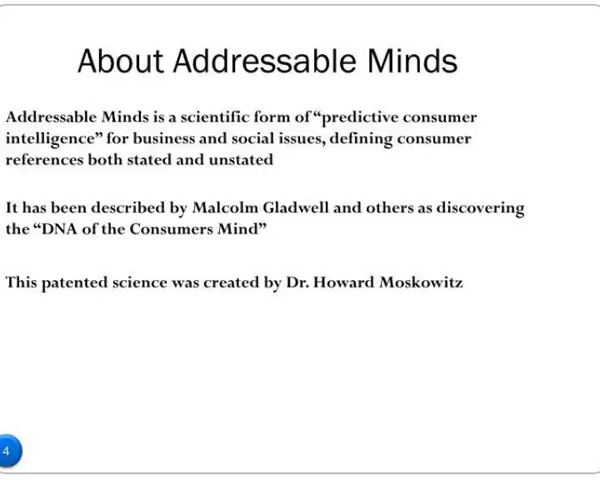 About Addressable Minds
Addressable Minds is a scientific form of “predictive consumer
intelligence” for business and social issues, defining consumer
references both stated and unstated
It has been described by Malcolm Gladwell and others as discovering
the “DNA of the Consumers Mind”
This patented science was created by Dr. Howard Moskowitz
4